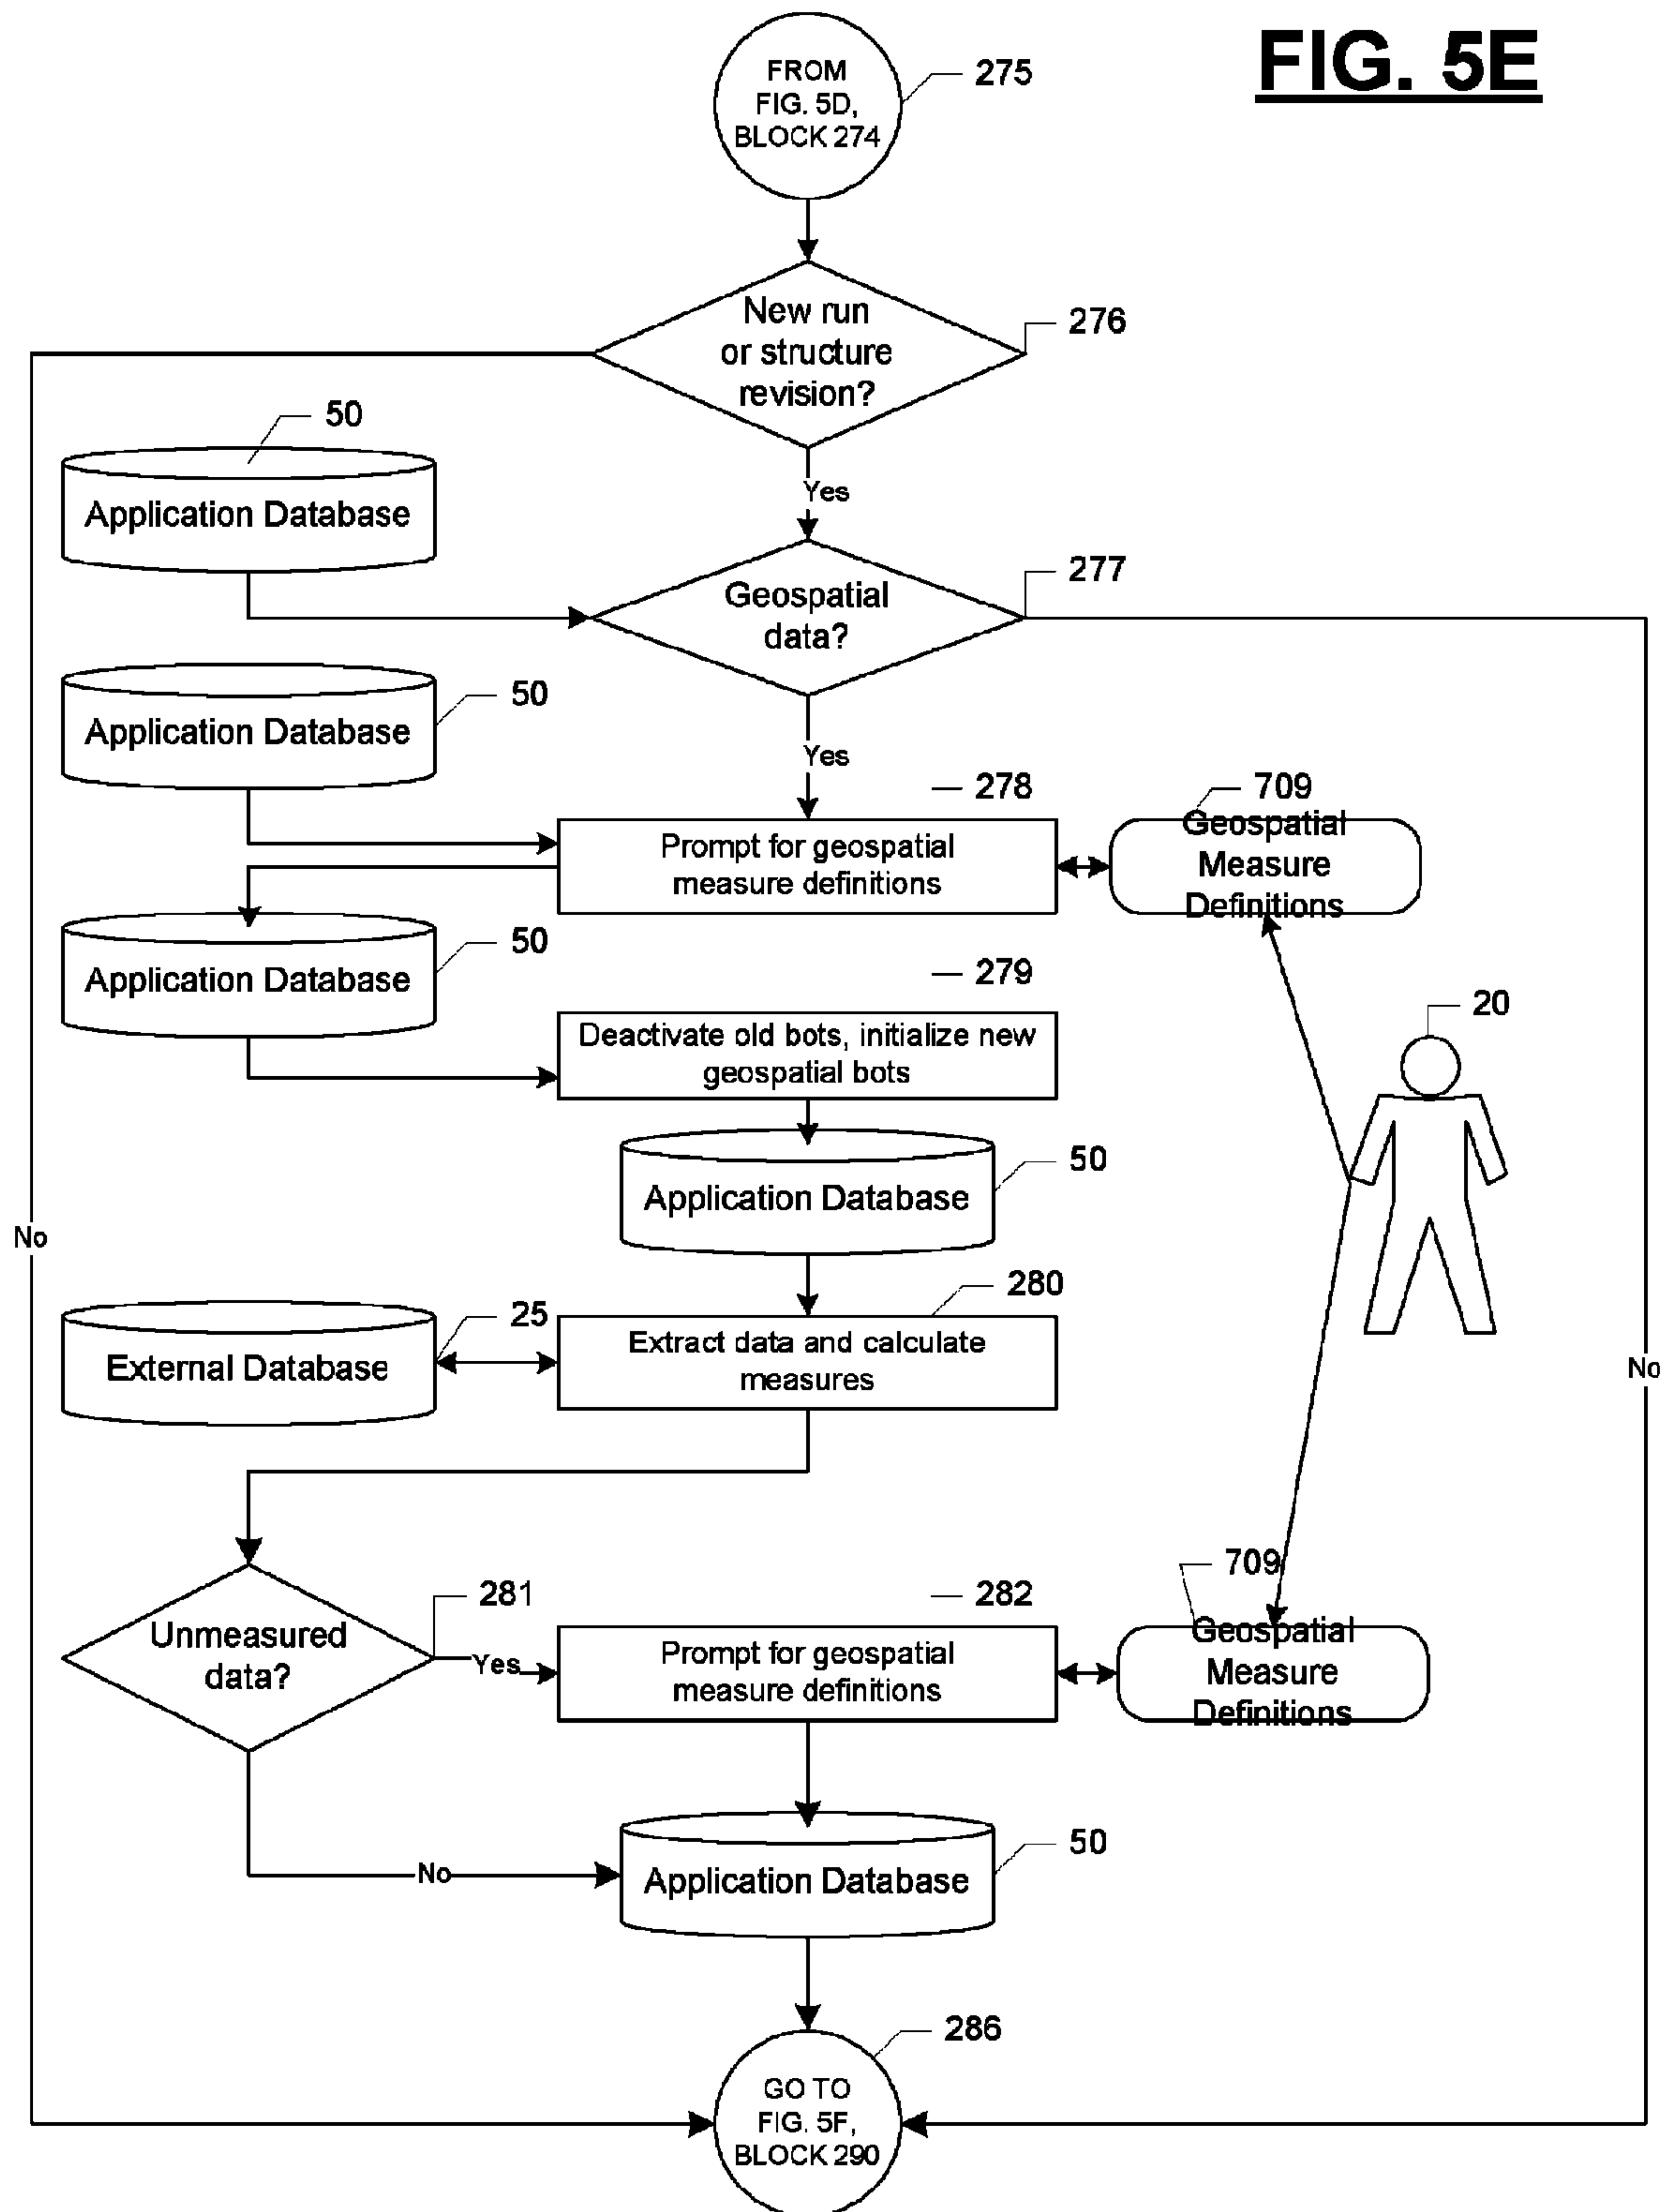 FIG. 5E
FROM
FIG. 5D,
BLOCK 274
275
New run
or structure
revision?
276
50
Application Database
Yes
Geospatial
data?
277
50
Application Database
Yes
278
709
Prompt for geospatial
measure definitions
Geospatial
Measure
Definitions
50
Application Database
279
20
Deactivate old bots, initialize new
geospatial bots
50
Application Database
No
280
25
External Database
Extract data and calculate
measures
No
709
281
282
Unmeasured
data?
Yes
Prompt for geospatial
measure definitions
Geospatial
Measure
Definitions
50
No
Application Database
286
GO TO
FIG. 5F,
BLOCK 290